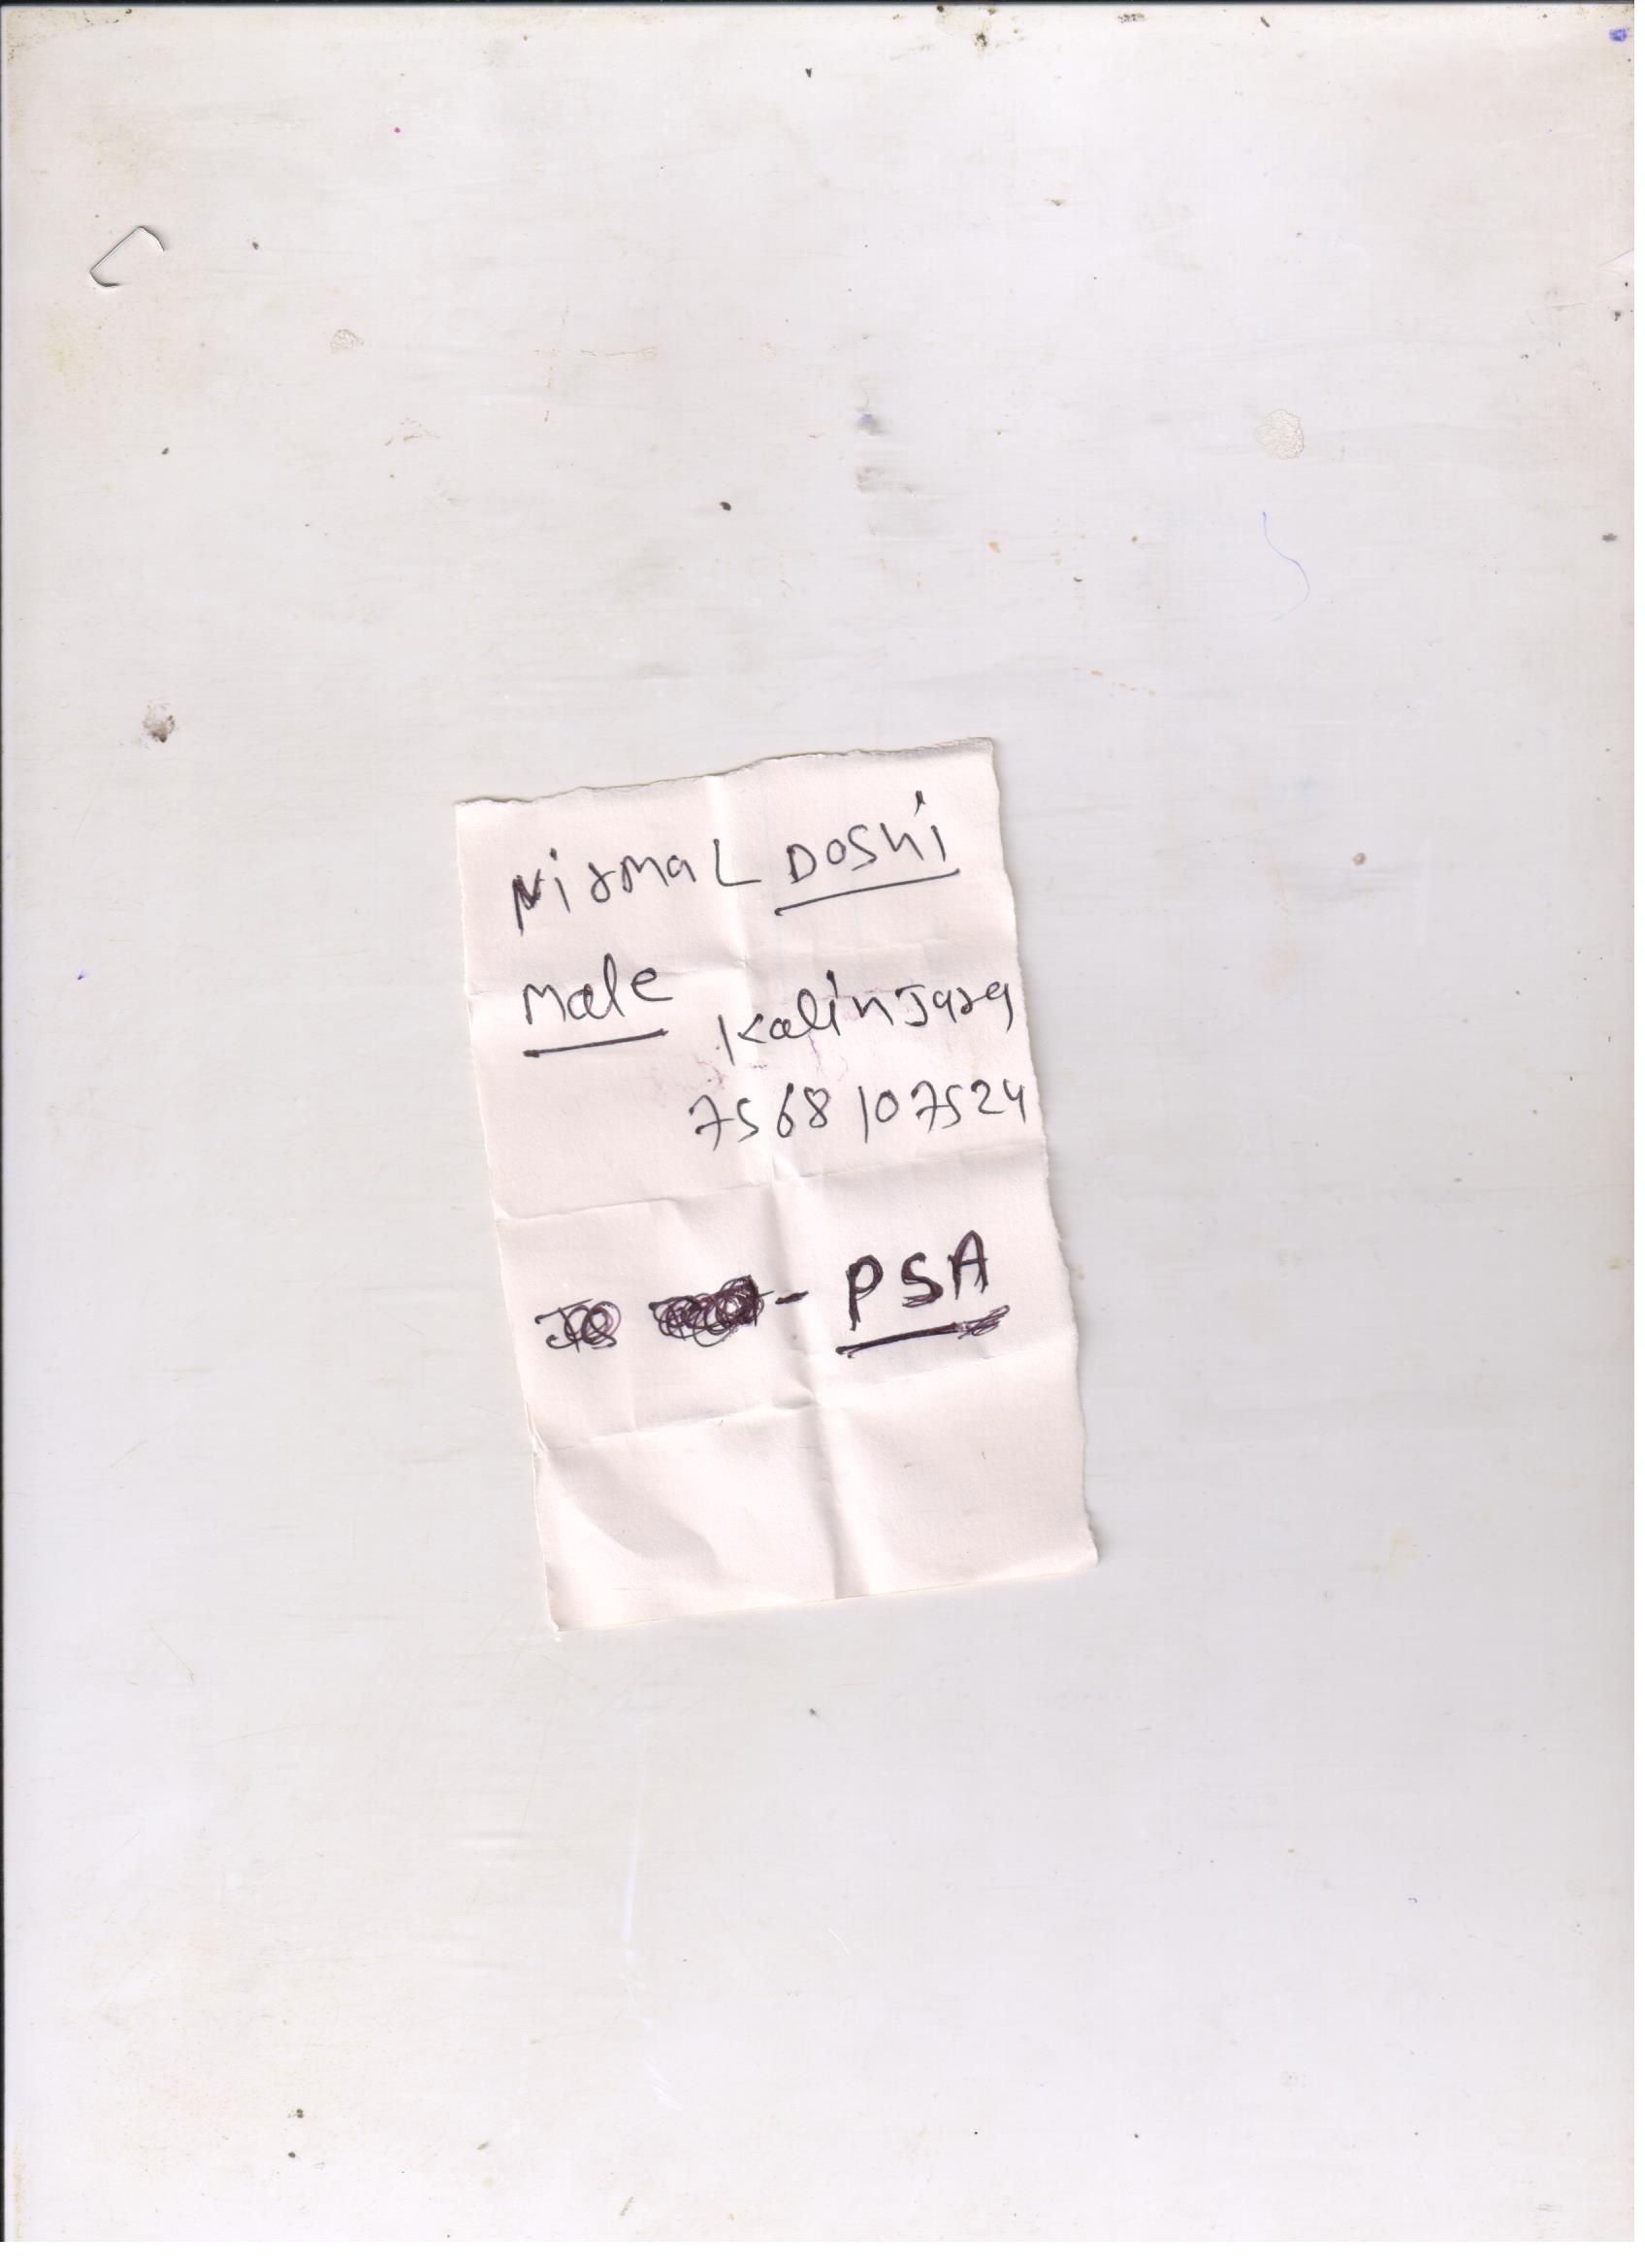 NirmaL DOShi
Male
KalinJara
7568107524
- PSA